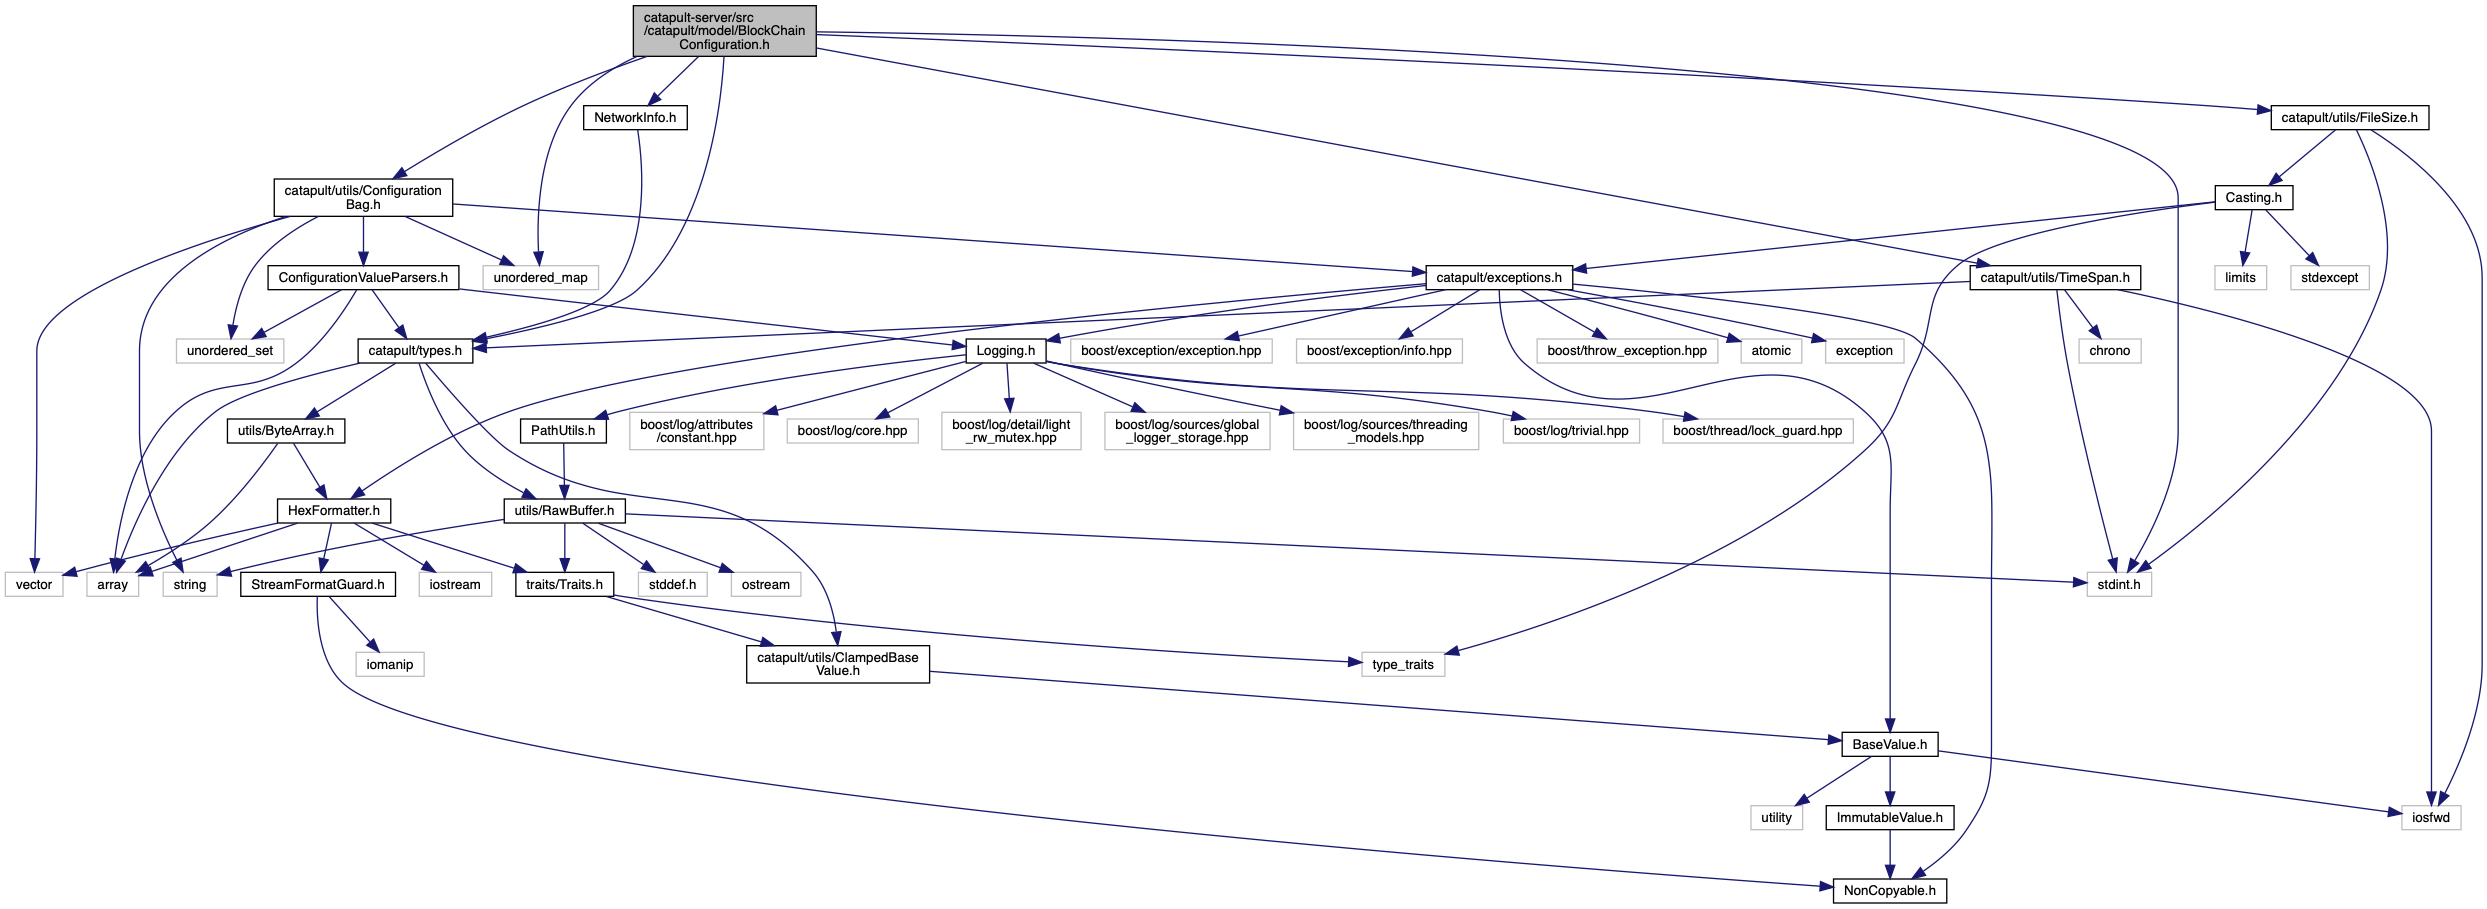 catapult-server/src
/catapult/model/BlockChain
Configuration.h
NetworkInfo.h
catapult/utils/FileSize.h
catapult/utils/Configuration
Bag.h
Casting.h
ConfigurationValueParsers.h
unordered_map
catapult/exceptions.h
catapult/utils/TimeSpan.h
limits
stdexcept
unordered_set
catapult/types.h
Logging.h
boost/exception/exception.hpp
boost/exception/info.hpp
boost/throw_exception.hpp
atomic
exception
chrono
utils/ByteArray.h
PathUtils.h
boost/log/attributes
/constant.hpp
boost/log/core.hpp
boost/log/detail/light
_rw_mutex.hpp
boost/log/sources/global
_logger_storage.hpp
boost/log/sources/threading
_models.hpp
boost/log/trivial.hpp
boost/thread/lock_guard.hpp
HexFormatter.h
utils/RawBuffer.h
vector
array
string
StreamFormatGuard.h
iostream
traits/Traits.h
stddef.h
ostream
stdint.h
iomanip
catapult/utils/ClampedBase
Value.h
type_traits
BaseValue.h
utility
ImmutableValue.h
iosfwd
NonCopyable.h